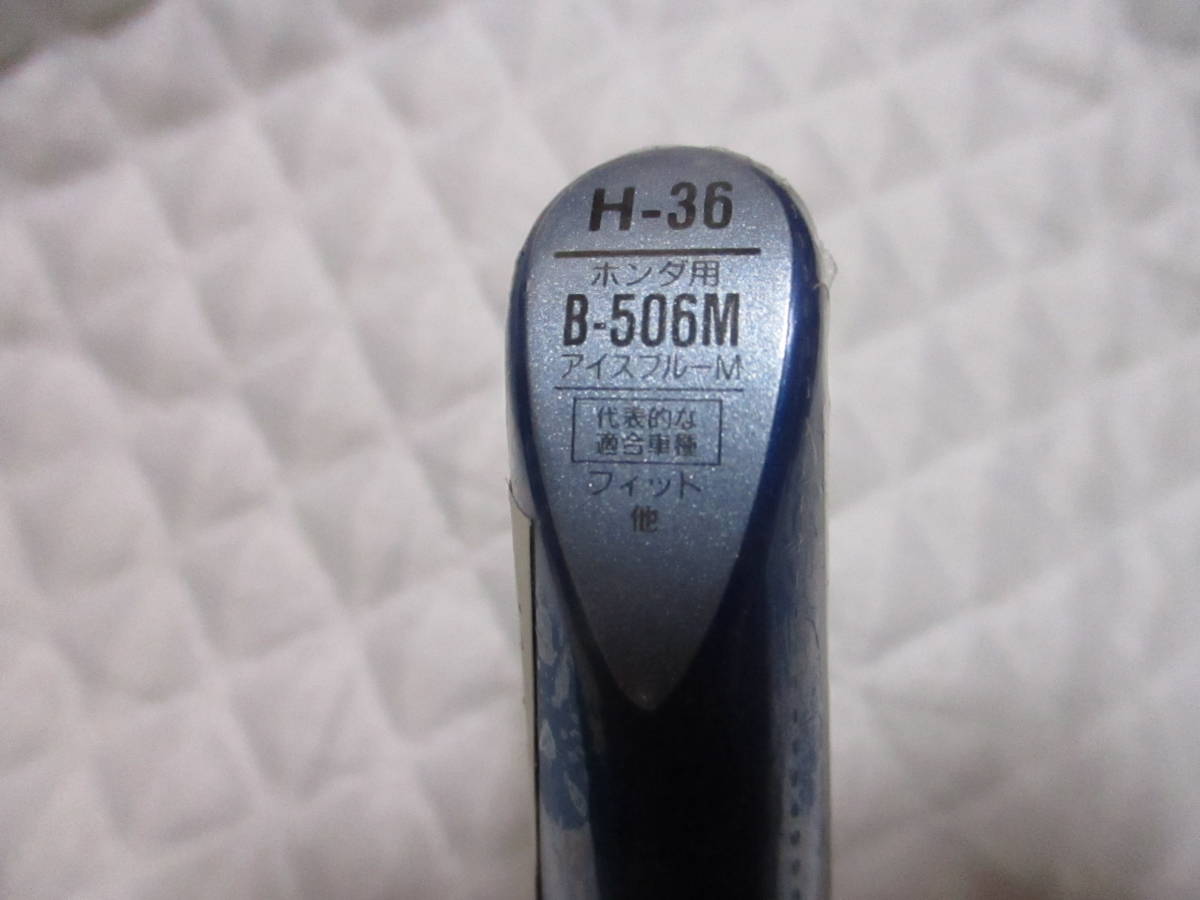 H-36
ホンダ用
B-506M
アイスブルーM
代表的な
適合車種
フィット
他